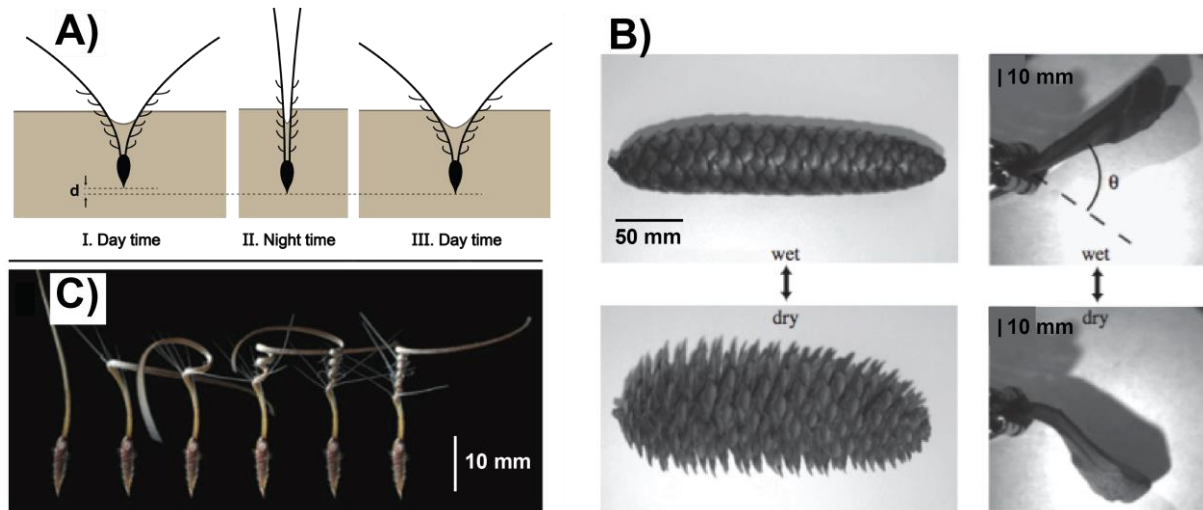 A)
d
I. Day time
II. Night time
III. Day time
B)
50 mm
wet
dry
10 mm
θ
wet
10 mm
dry
C)
10 mm